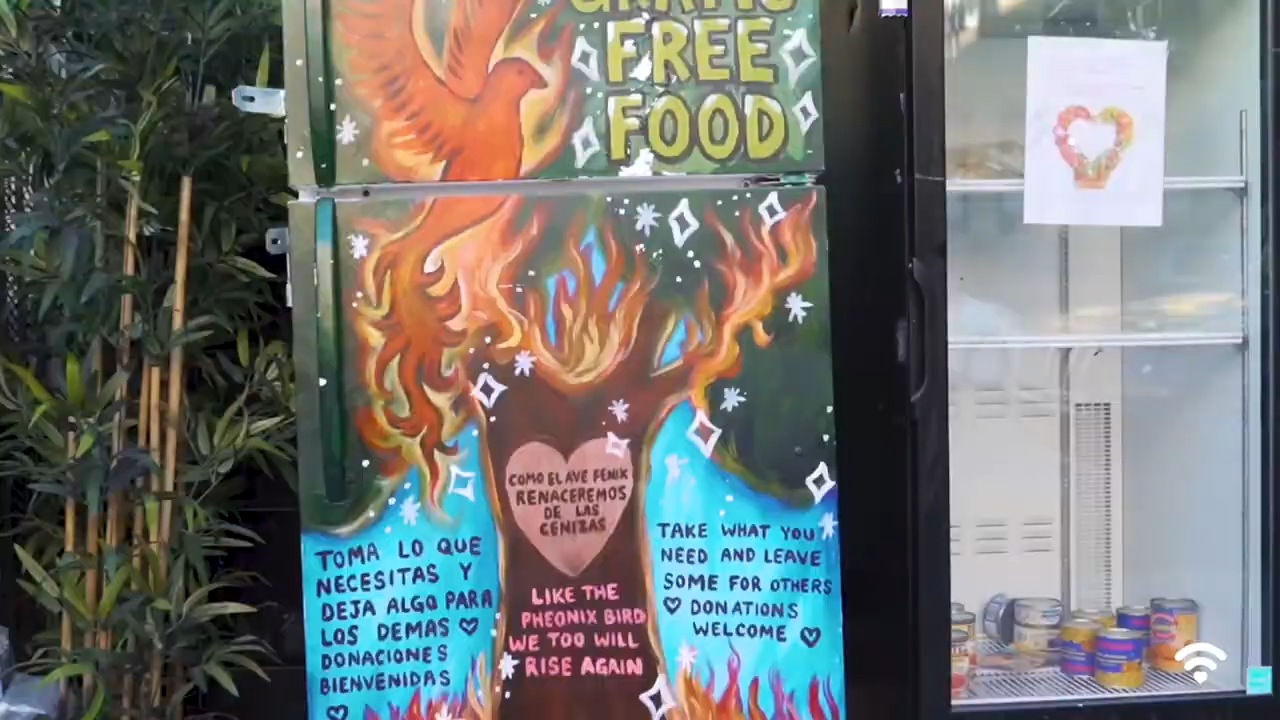 GRATIS
FREE
FOOD
COMO EL AVE FENIX
RENACEREMOS
DE LAS
CENIZAS
TOMA LO QUE
NECESITAS Y
DEJA ALGO PARA
LOS DEMAS
DONACIONES
BIENVENIDAS
LIKE THE
PHEONIX BIRD
WE TOO WILL
RISE AGAIN
TAKE WHAT YOU
NEED AND LEAVE
SOME FOR OTHERS
DONATIONS
WELCOME